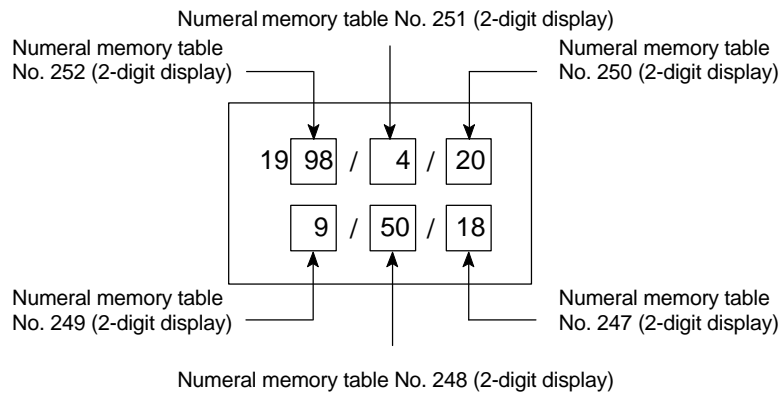 Numeral memory table No. 251 (2-digit display)
Numeral memory table
No. 252 (2-digit display)
Numeral memory table
No. 250 (2-digit display)
19 98 / 4 / 20
9 / 50 / 18
Numeral memory table
No. 249 (2-digit display)
Numeral memory table
No. 247 (2-digit display)
Numeral memory table No. 248 (2-digit display)